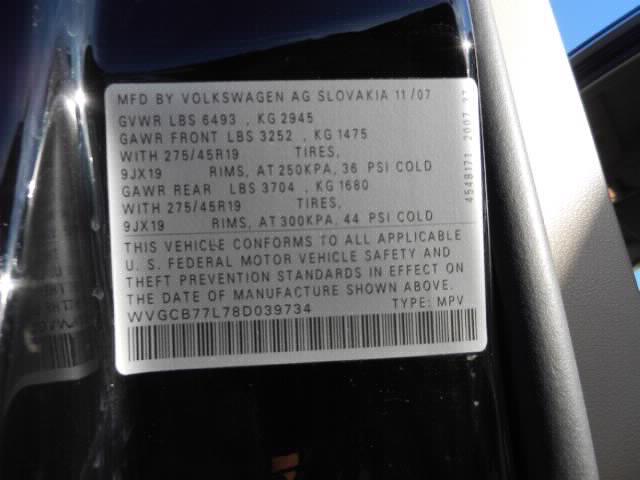 MFD BY VOLKSWAGEN AG SLOVAKIA 11/07
GVWR LBS 6493 , KG 2945
GAWR FRONT LBS 3252 , KG 1475
WITH 275/45R19 TIRES,
9JX19 RIMS, AT 250KPA, 36 PSI COLD
GAWR REAR LBS 3704 , KG 1680
WITH 275/45R19 TIRES,
9JX19 RIMS, AT 300KPA, 44 PSI COLD
THIS VEHICLE CONFORMS TO ALL APPLICABLE
U. S. FEDERAL MOTOR VEHICLE SAFETY AND
THEFT PREVENTION STANDARDS IN EFFECT ON
THE DATE OF MANUFACTURE SHOWN ABOVE.
WVGCB77L78D039734 TYPE: MPV
4548171 2007